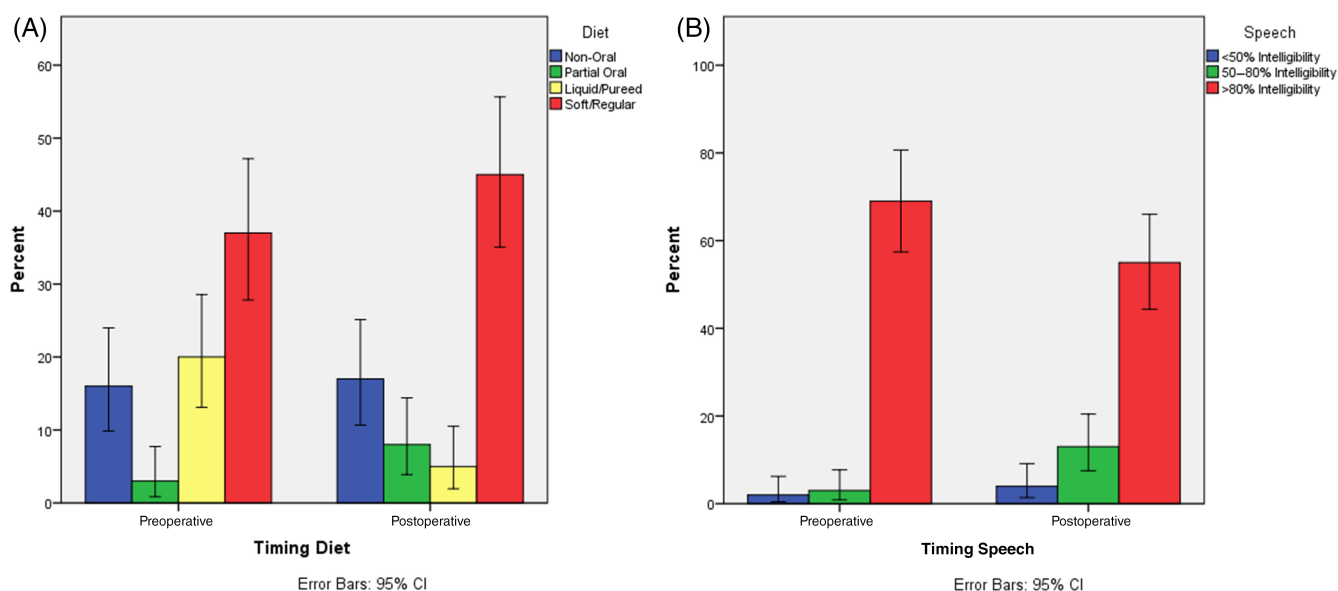 (A)
Diet
Non-Oral
Partial Oral
Liquid/Pureed
Soft/Regular
60
50
40
30
20
10
0
Percent
Preoperative
Postoperative
Timing Diet
Error Bars: 95% CI
(B)
Speech
<50% Intelligibility
50–80% Intelligibility
>80% Intelligibility
100
80
60
40
20
0
Percent
Preoperative
Postoperative
Timing Speech
Error Bars: 95% CI